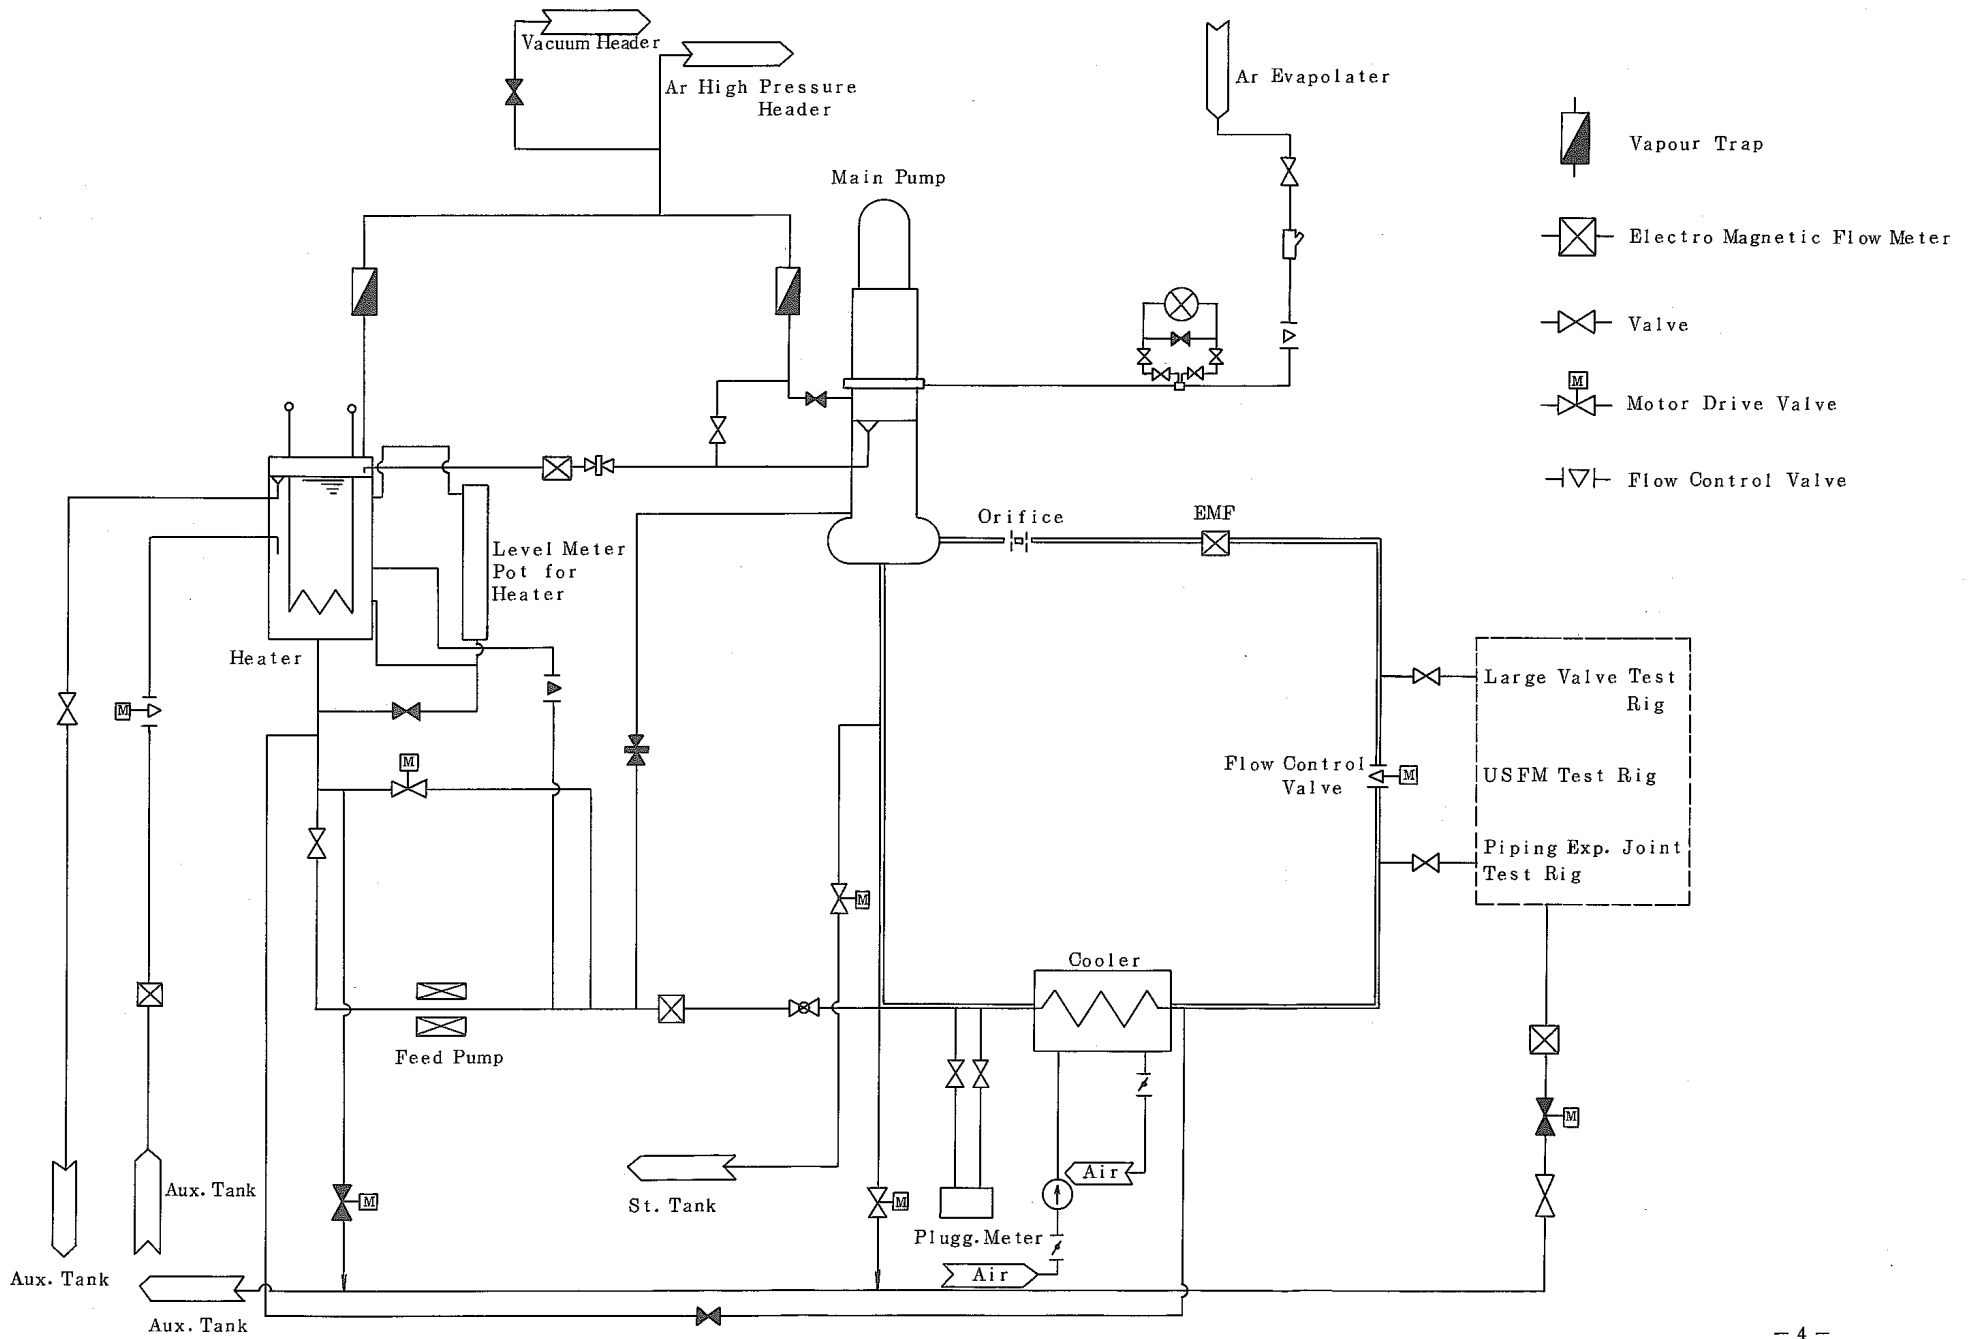 Vacuum Header
Ar High Pressure
Header
Ar Evapolater
Main Pump
Vapour Trap
Electro Magnetic Flow Meter
Valve
M
Motor Drive Valve
Flow Control Valve
Orifice
EMF
Level Meter
Pot for
Heater
Heater
Large Valve Test
Rig
M
M
Flow Control
Valve
M
USFM Test Rig
Piping Exp. Joint
Test Rig
M
Cooler
Feed Pump
M
Air
Aux. Tank
St. Tank
M
M
Plugg. Meter
Air
Aux. Tank
Aux. Tank
- 4 -